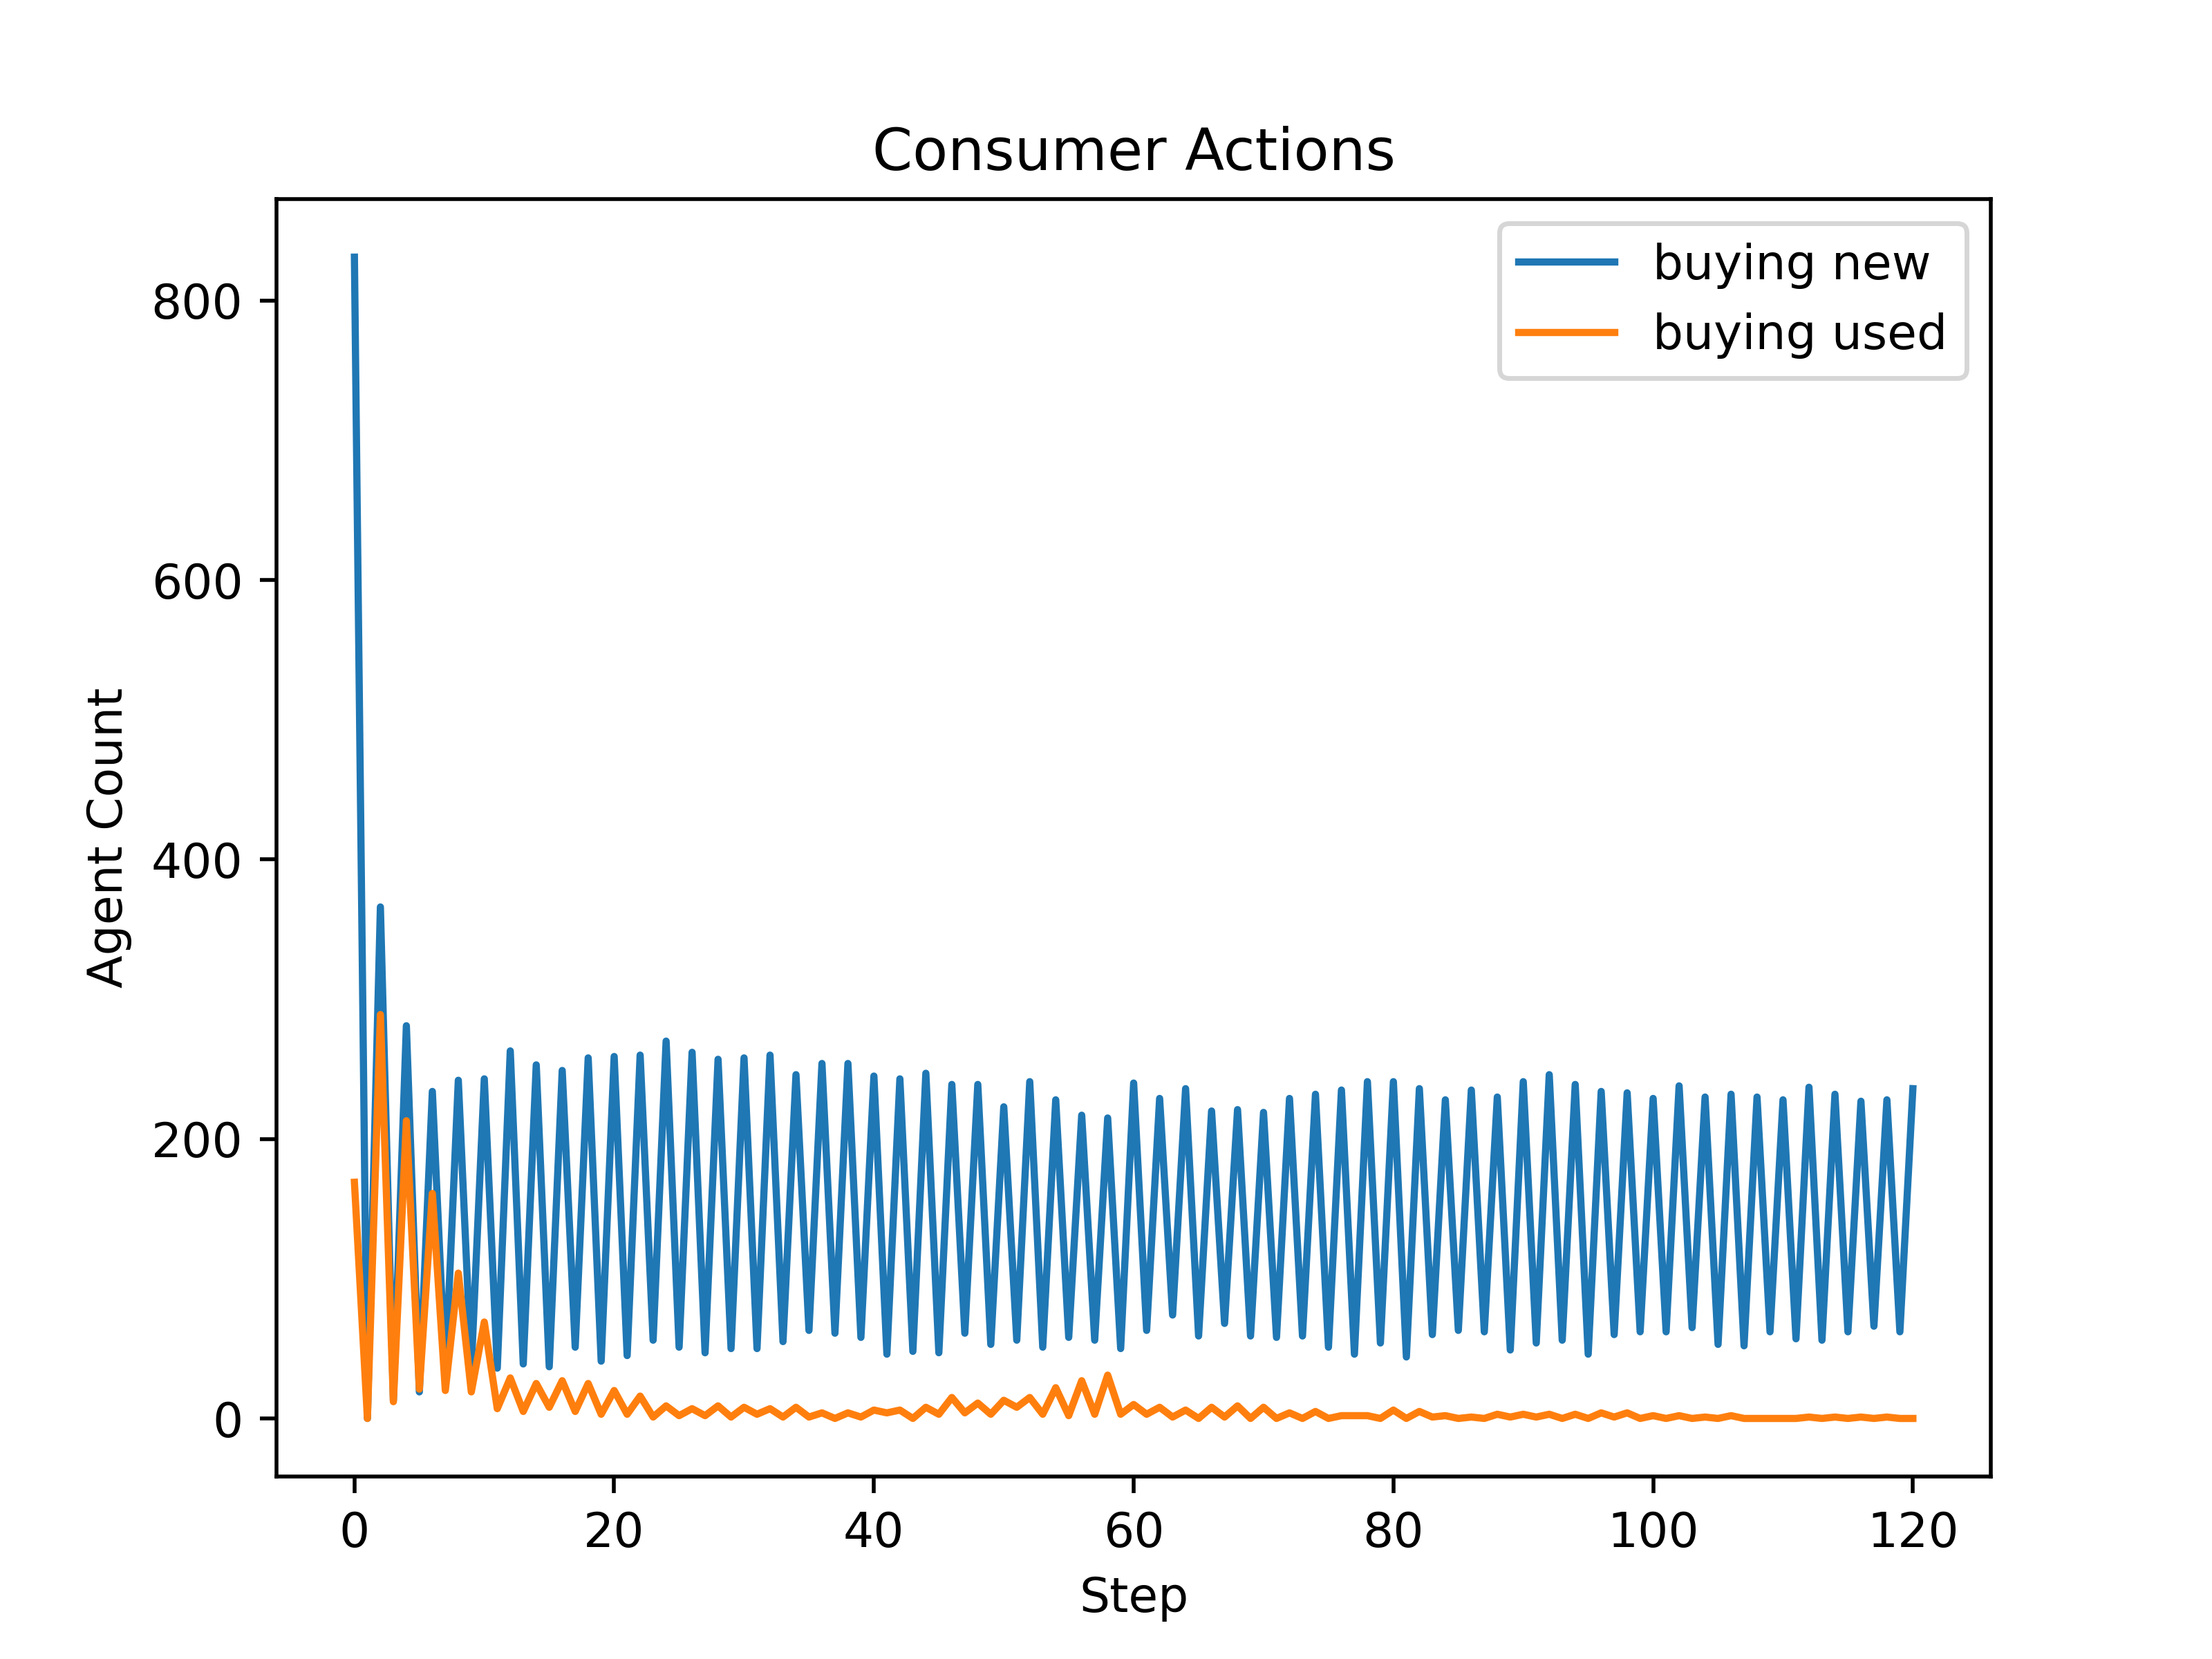 Consumer Actions
buying new
buying used
Agent Count
800
600
400
200
0
0 20 40 60 80 100 120
Step